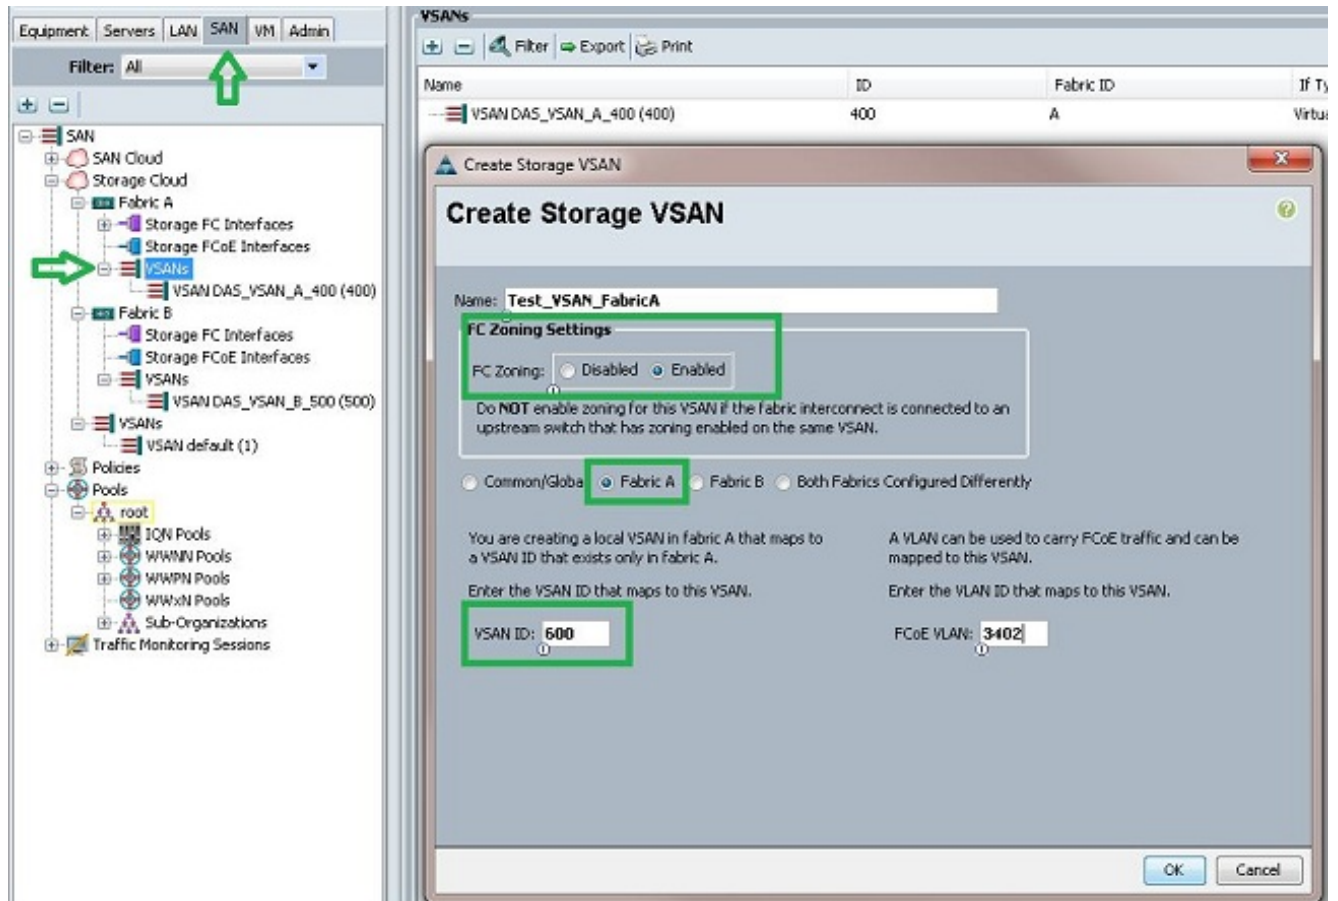 Equipment Servers LAN SAN VM Admin
Filter: All
SAN
SAN Cloud
Storage Cloud
Fabric A
Storage FC Interfaces
Storage FCoE Interfaces
VSANs
VSAN DAS_VSAN_A_400 (400)
Fabric B
Storage FC Interfaces
Storage FCoE Interfaces
VSANs
VSAN DAS_VSAN_B_500 (500)
VSANs
VSAN default (1)
Policies
Pools
root
IQN Pools
WWNN Pools
WWPN Pools
WWxN Pools
Sub-Organizations
Traffic Monitoring Sessions
VSANs
Filter Export Print
Name ID Fabric ID If Ty
VSAN DAS_VSAN_A_400 (400) 400 A Virtua
Create Storage VSAN
Create Storage VSAN
Name: Test_VSAN_FabricA
FC Zoning Settings
FC Zoning: Disabled Enabled
Do NOT enable zoning for this VSAN if the fabric interconnect is connected to an
upstream switch that has zoning enabled on the same VSAN.
Common/Globa Fabric A Fabric B Both Fabrics Configured Differently
You are creating a local VSAN in fabric A that maps to
a VSAN ID that exists only in fabric A.
Enter the VSAN ID that maps to this VSAN.
VSAN ID: 600
A VLAN can be used to carry FCoE traffic and can be
mapped to this VSAN.
Enter the VLAN ID that maps to this VSAN.
FCoE VLAN: 3402
OK Cancel